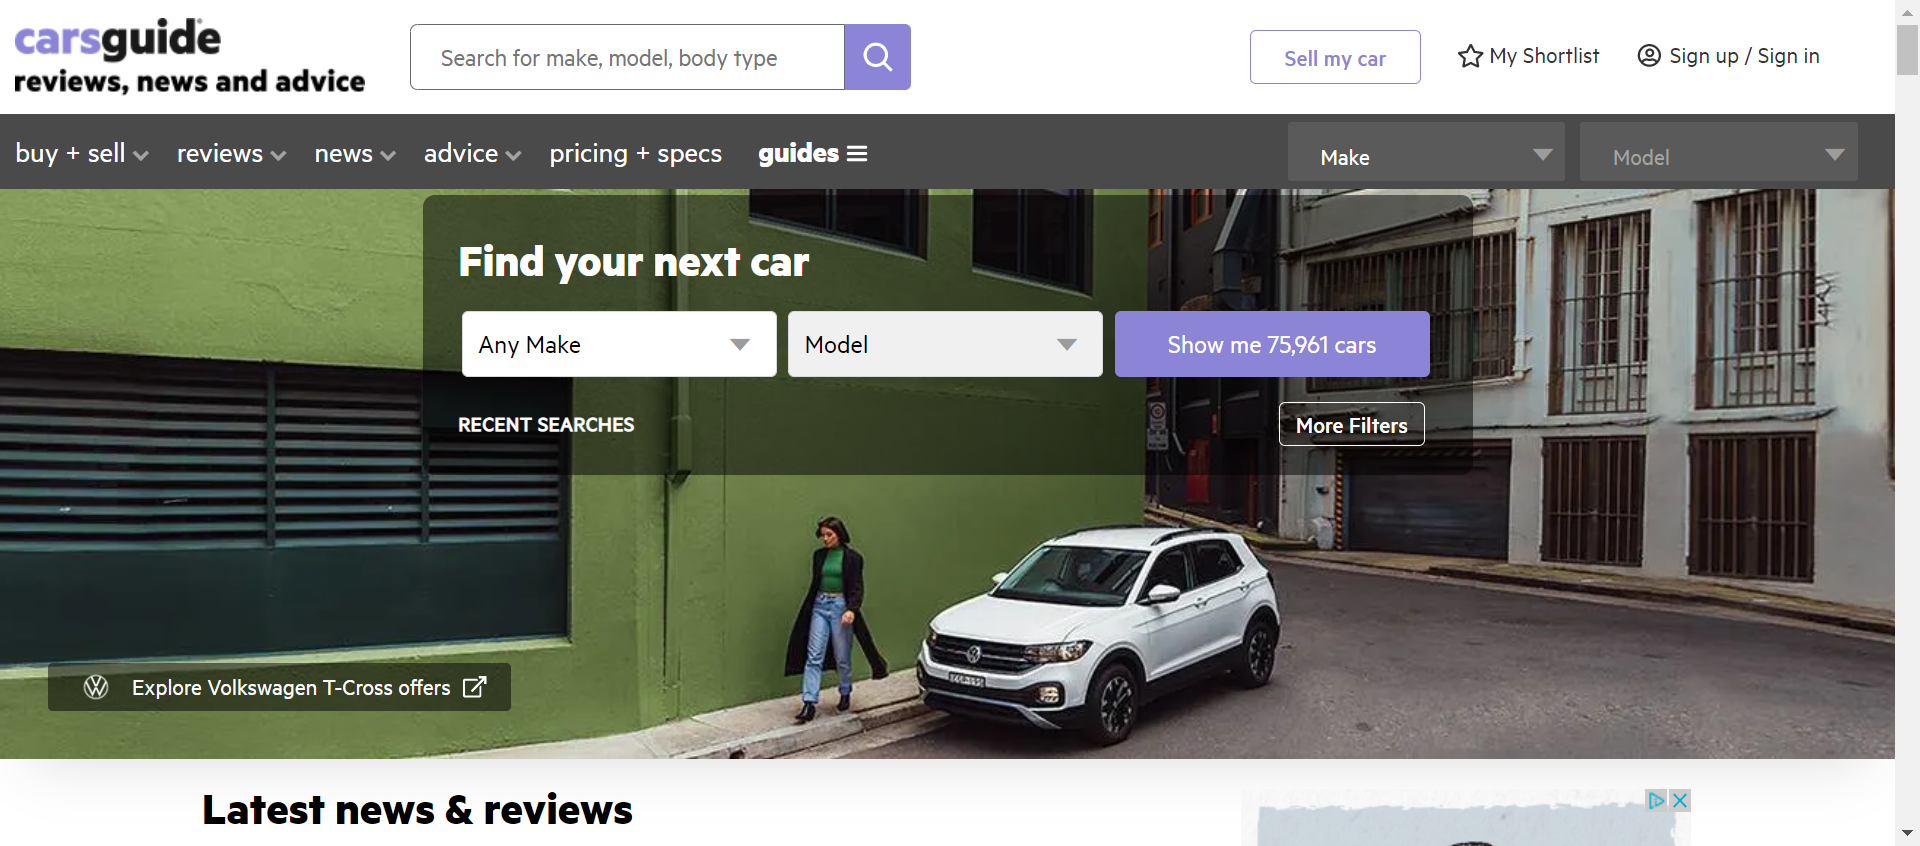 carsguide
reviews, news and advice
Search for make, model, body type
Sell my car
My Shortlist
Sign up / Sign in
buy + sell
reviews
news
advice
pricing + specs
guides
Make
Model
Find your next car
Any Make
Model
Show me 75,961 cars
RECENT SEARCHES
More Filters
Explore Volkswagen T-Cross offers
Latest news & reviews